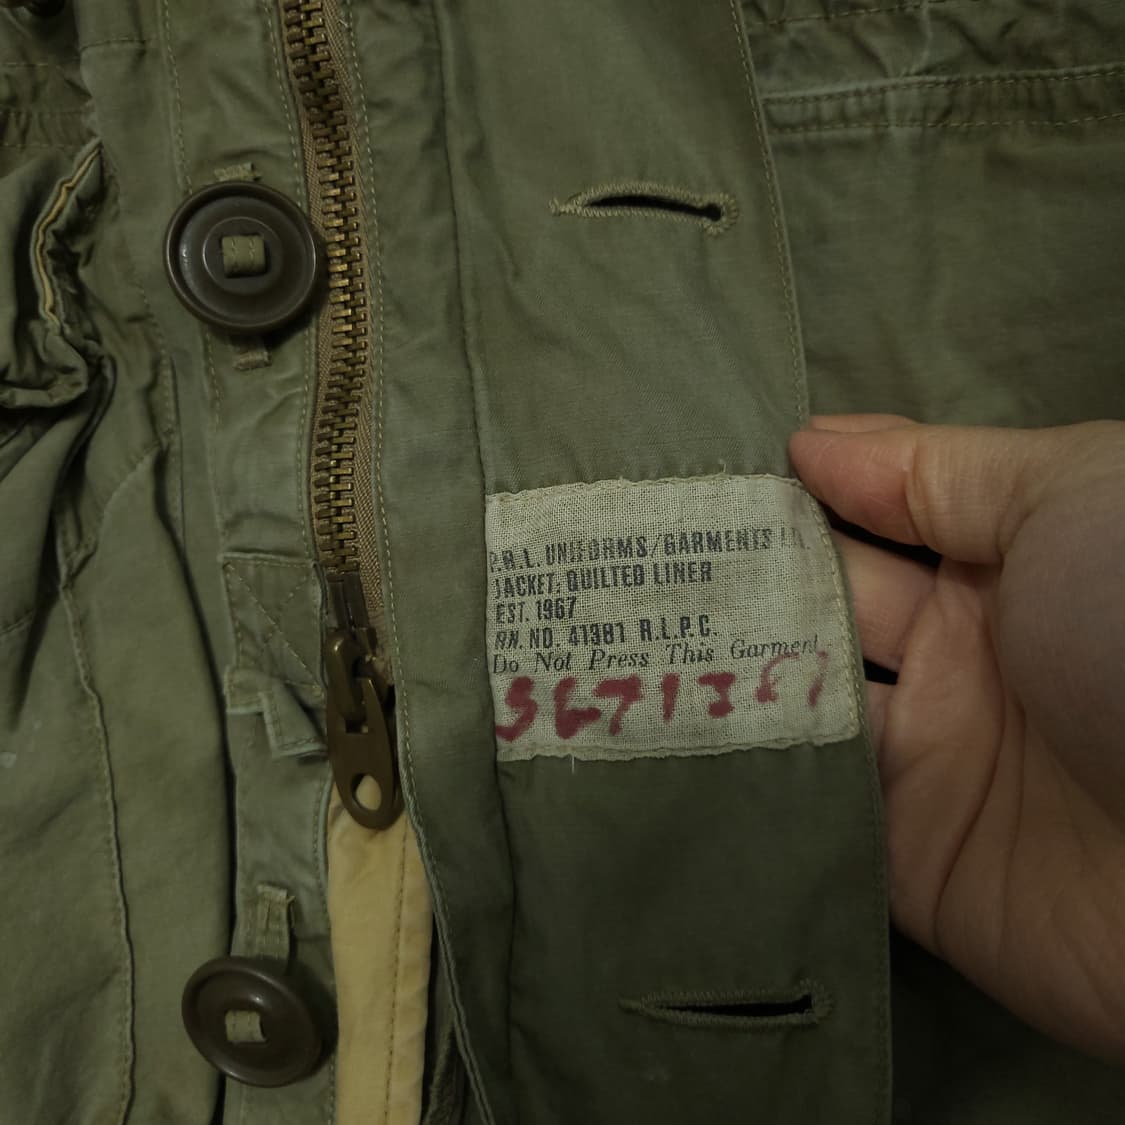 P.R.L. UNIFORMS/GARMENTS LTD.
JACKET: QUILTED LINER
EST. 1967
RN. NO. 41381 R.L.P.C.
Do Not Press This Garment